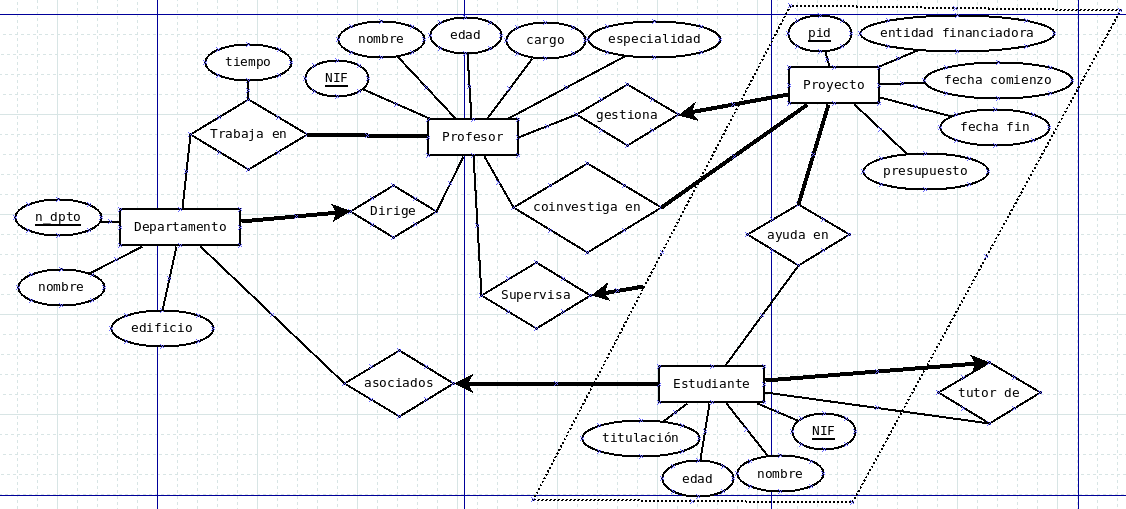 pid
entidad financiadora
nombre
edad
cargo
especialidad
tiempo
NIF
Proyecto
fecha comienzo
gestiona
fecha fin
Trabaja en
Profesor
presupuesto
Dirige
coinvestiga en
n_dpto
Departamento
ayuda en
nombre
Supervisa
edificio
asociados
Estudiante
tutor de
titulación
NIF
edad
nombre